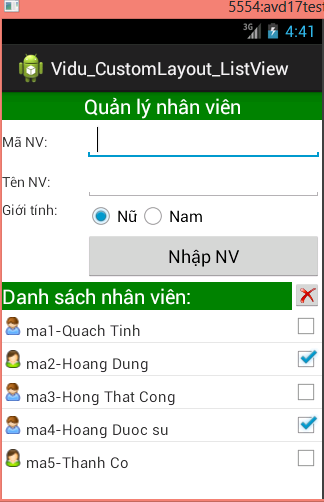 5554:avd17test
3G 4:41
Vidu_CustomLayout_ListView
Quản lý nhân viên
Mã NV:
Tên NV:
Giới tính: Nữ Nam
Nhập NV
Danh sách nhân viên:
ma1-Quach Tinh
ma2-Hoang Dung
ma3-Hong That Cong
ma4-Hoang Duoc su
ma5-Thanh Co